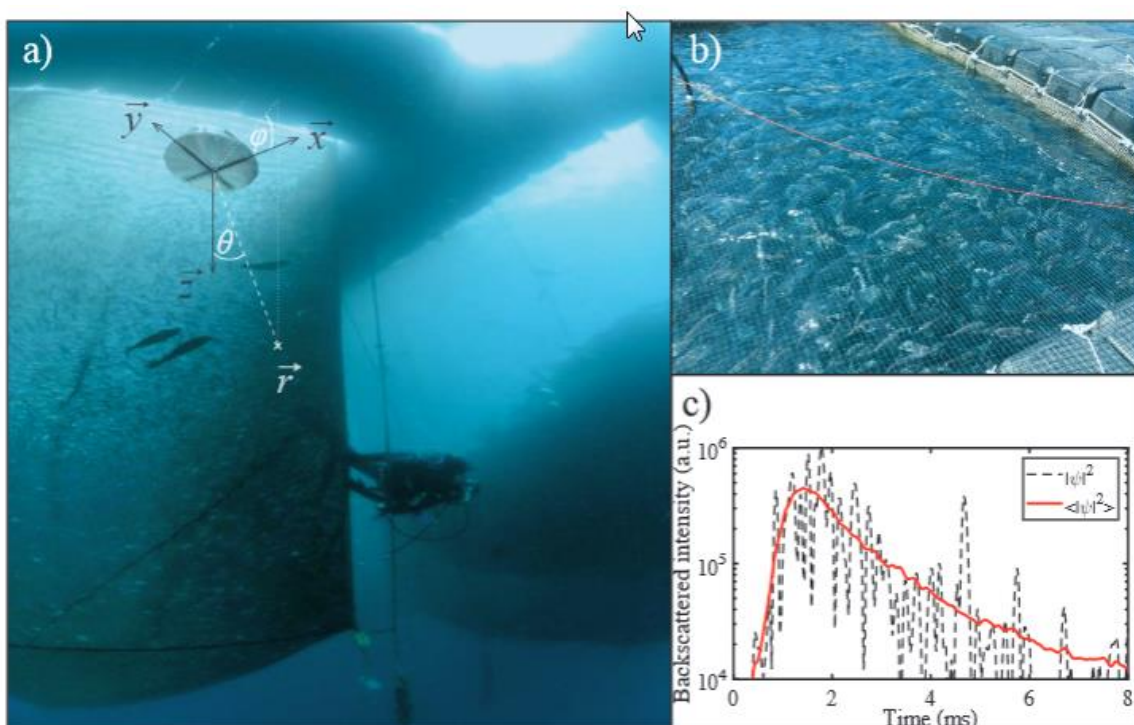 a)
y
x
φ
θ
z
r
b)
c)
Backscattered intensity (a.u.)
10^6
10^5
10^4
|ψ|^2
<|ψ|^2>
0
2
4
6
8
Time (ms)